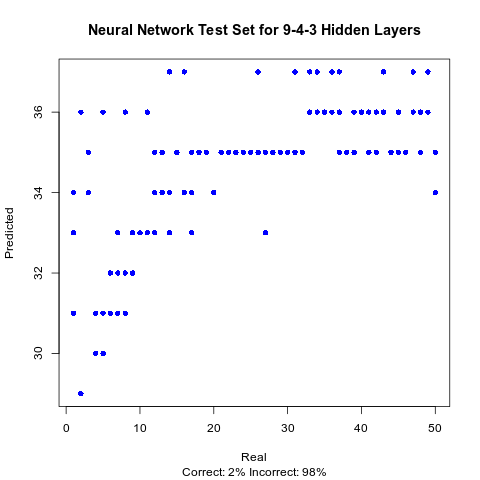 Neural Network Test Set for 9-4-3 Hidden Layers
36
34
32
30
Predicted
0 10 20 30 40 50
Real
Correct: 2% Incorrect: 98%